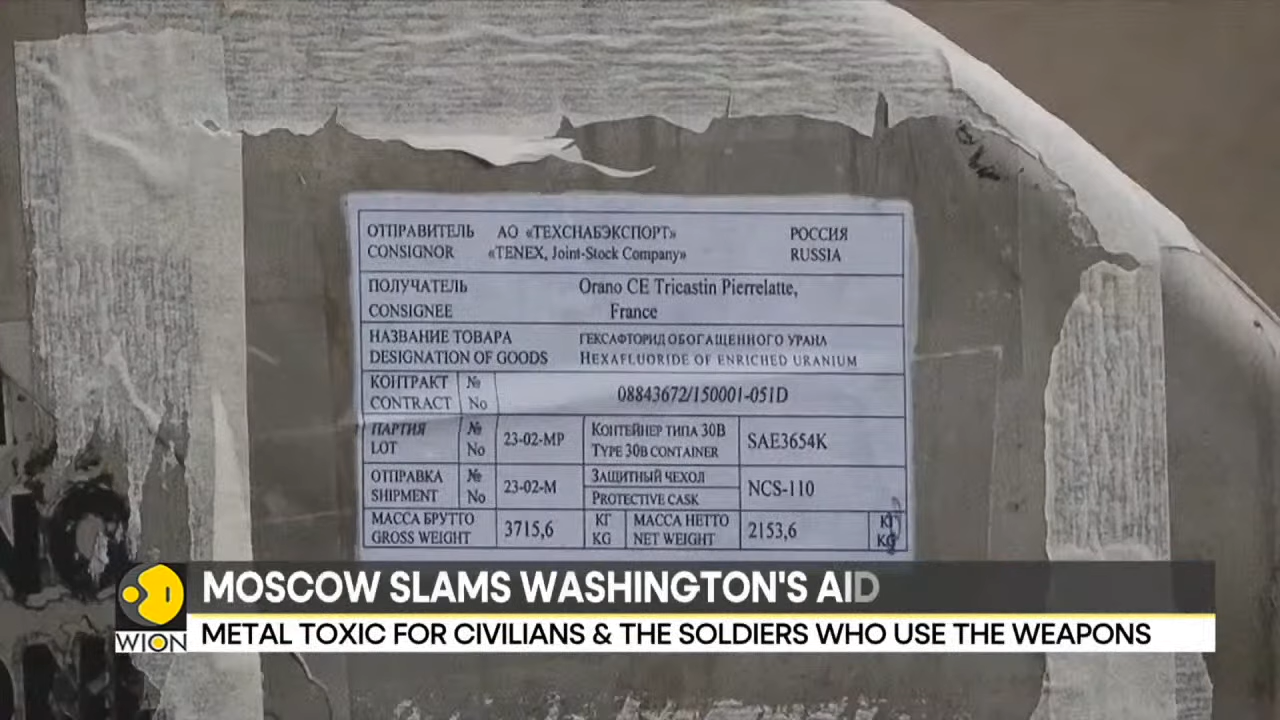 ОТПРАВИТЕЛЬ АО «ТЕХСНАБЭКСПОРТ» РОССИЯ
CONSIGNOR «TENEX, Joint-Stock Company» RUSSIA
ПОЛУЧАТЕЛЬ Orano CE Tricastin Pierrelatte,
CONSIGNEE France
НАЗВАНИЕ ТОВАРА ГЕКСАФТОРИД ОБОГАЩЕННОГО УРАНА
DESIGNATION OF GOODS HEXAFLUORIDE OF ENRICHED URANIUM
КОНТРАКТ №
CONTRACT No
08843672/150001-051D
ПАРТИЯ №
LOT No
23-02-MP
КОНТЕЙНЕР ТИПА 30В
TYPE 30B CONTAINER
SAE3654K
ОТПРАВКА №
SHIPMENT No
23-02-M
ЗАЩИТНЫЙ ЧЕХОЛ
PROTECTIVE CASK
NCS-110
МАССА БРУТТО
GROSS WEIGHT
3715,6
КГ
KG
МАССА НЕТТО
NET WEIGHT
2153,6
КГ
KG
MOSCOW SLAMS WASHINGTON'S AID
WION
METAL TOXIC FOR CIVILIANS & THE SOLDIERS WHO USE THE WEAPONS